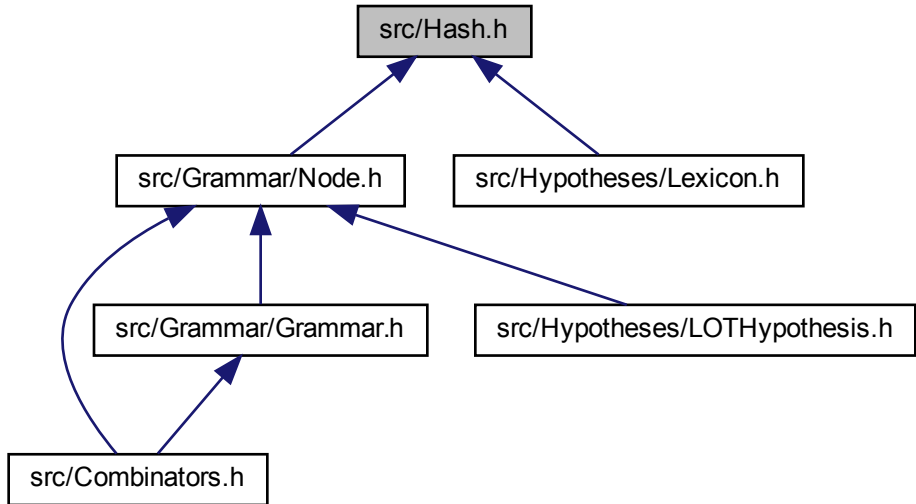 src/Hash.h
src/Grammar/Node.h
src/Hypotheses/Lexicon.h
src/Grammar/Grammar.h
src/Hypotheses/LOTHypothesis.h
src/Combinators.h